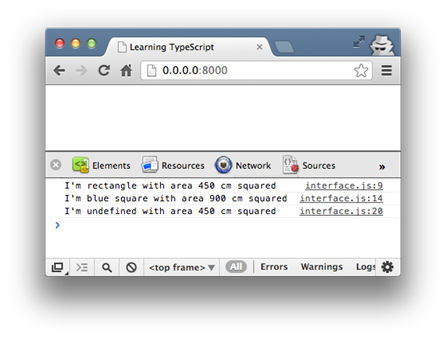 Learning TypeScript
0.0.0.0:8000
Elements Resources Network Sources »
I'm rectangle with area 450 cm squared interface.js:9
I'm blue square with area 900 cm squared interface.js:14
I'm undefined with area 450 cm squared interface.js:20
<top frame> All Errors Warnings Logs